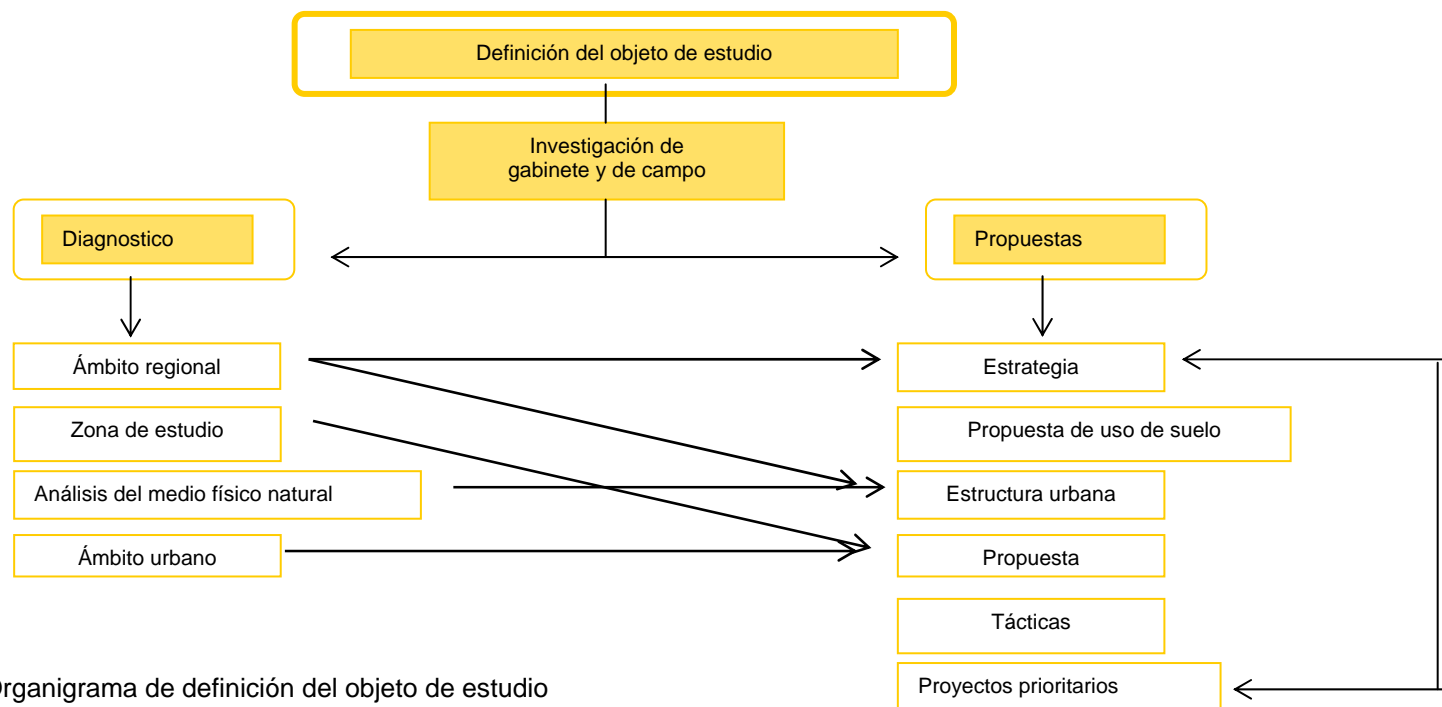 Definición del objeto de estudio
Investigación de
gabinete y de campo
Diagnostico
Propuestas
Ámbito regional
Estrategia
Zona de estudio
Propuesta de uso de suelo
Análisis del medio físico natural
Estructura urbana
Ámbito urbano
Propuesta
Tácticas
Organigrama de definición del objeto de estudio
Proyectos prioritarios